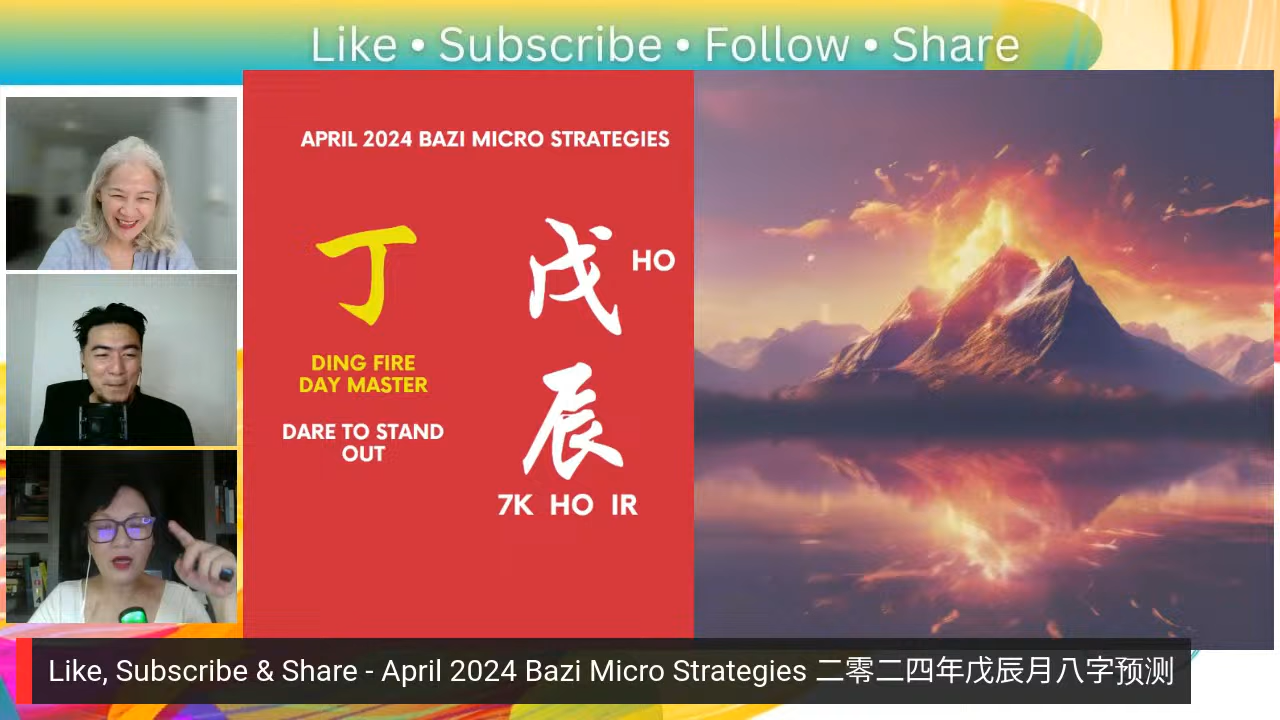 Like • Subscribe • Follow • Share
APRIL 2024 BAZI MICRO STRATEGIES
丁
DING FIRE
DAY MASTER
DARE TO STAND
OUT
戊
HO
辰
7K HO IR
Like, Subscribe & Share - April 2024 Bazi Micro Strategies 二零二四年戊辰月八字预测